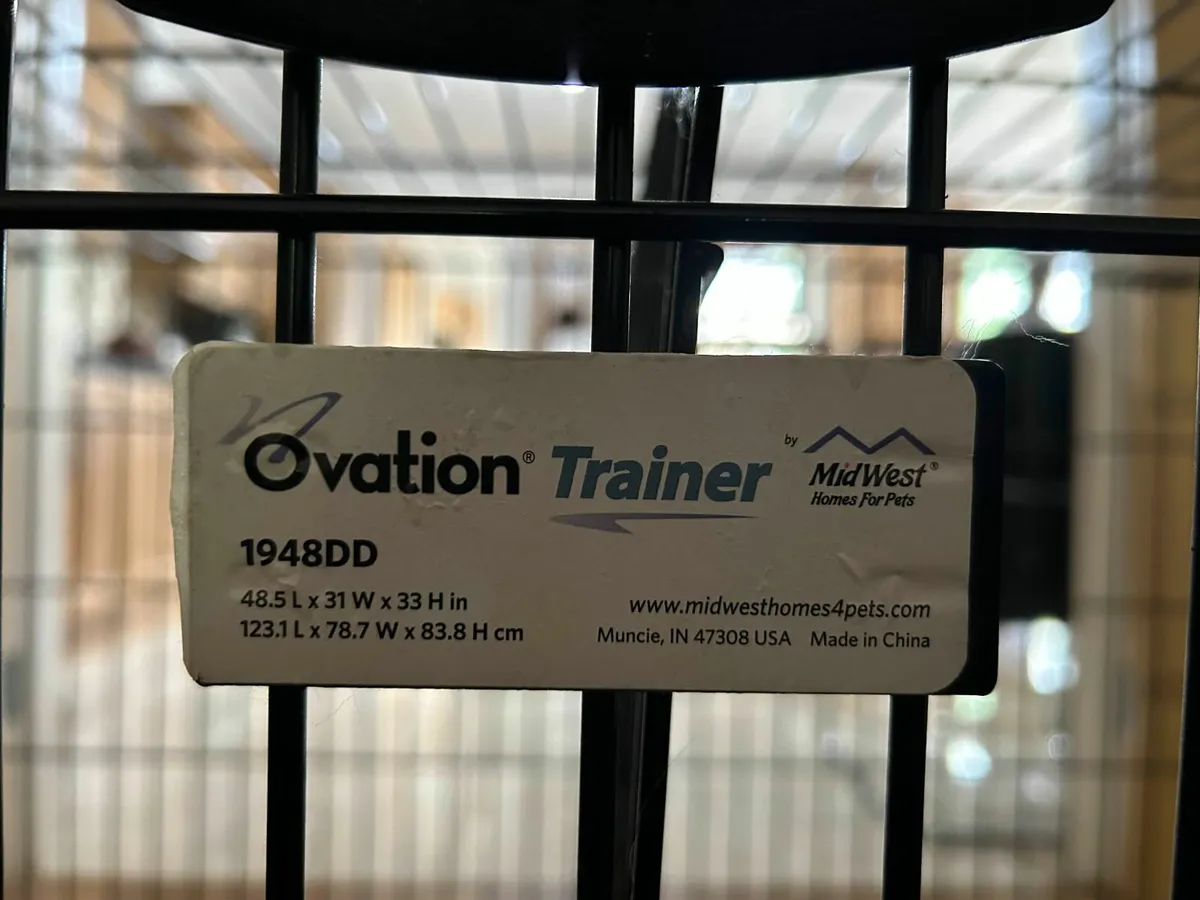 Ovation® Trainer by MidWest®
Homes For Pets
1948DD
48.5 L x 31 W x 33 H in
123.1 L x 78.7 W x 83.8 H cm
www.midwesthomes4pets.com
Muncie, IN 47308 USA Made in China